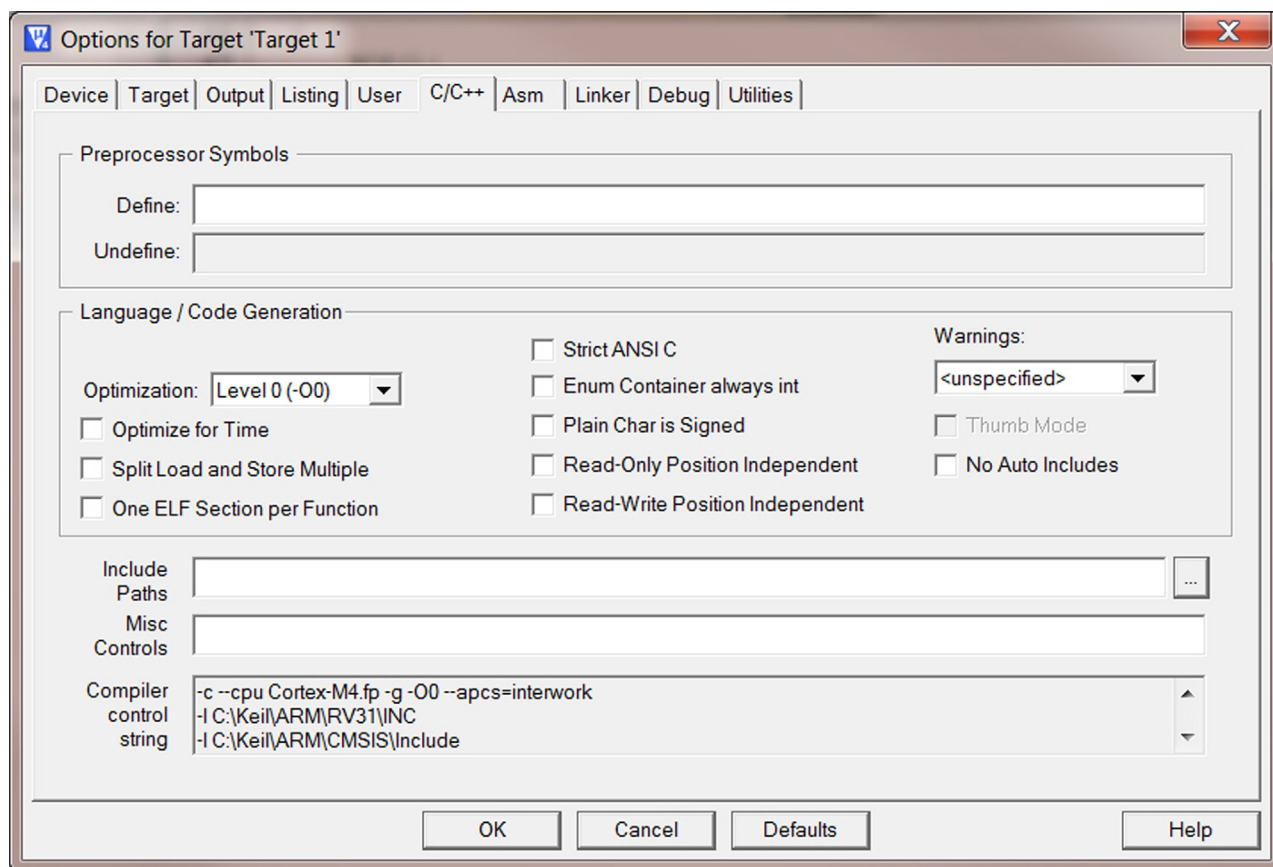 Options for Target 'Target 1'
Device Target Output Listing User C/C++ Asm Linker Debug Utilities
Preprocessor Symbols
Define:
Undefine:
Language / Code Generation
Optimization: Level 0 (-O0)
Optimize for Time
Split Load and Store Multiple
One ELF Section per Function
Strict ANSI C
Enum Container always int
Plain Char is Signed
Read-Only Position Independent
Read-Write Position Independent
Warnings:
<unspecified>
Thumb Mode
No Auto Includes
Include
Paths
...
Misc
Controls
Compiler
control
string
-c --cpu Cortex-M4.fp -g -O0 --apcs=interwork
-I C:\Keil\ARM\RV31\INC
-I C:\Keil\ARM\CMSIS\Include
OK Cancel Defaults Help